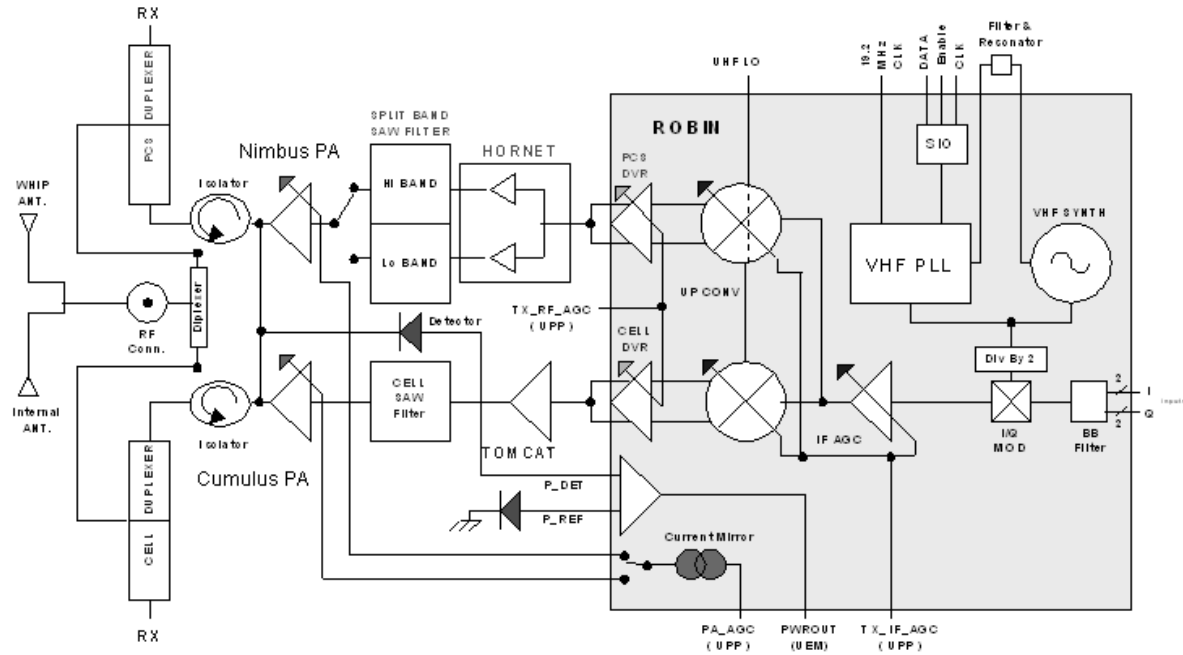 RX
DUPLEXER
PCS
WHIP
ANT.
Isolator
Nimbus PA
SPLIT BAND
SAW FILTER
HI BAND
Lo BAND
HORNET
UHF LO
ROBIN
PCS
DVR
19.2
MHz
CLK
DATA
Enable
CLK
Filter &
Resonator
SIO
VHF PLL
VHF SYNTH
UPCONV
TX_RF_AGC
( UPP )
Diplexer
RF
Conn.
Detector
CELL
DVR
Div By 2
CELL
SAW
Filter
TOMCAT
IF AGC
I/Q
MOD
BB
Filter
2
I
Inputs
2
Q
Internal
ANT.
Isolator
Cumulus PA
DUPLEXER
CELL
P_DET
P_REF
Current Mirror
RX
PA_AGC
( UPP )
PWROUT
(UEM)
TX_IF_AGC
( UPP )